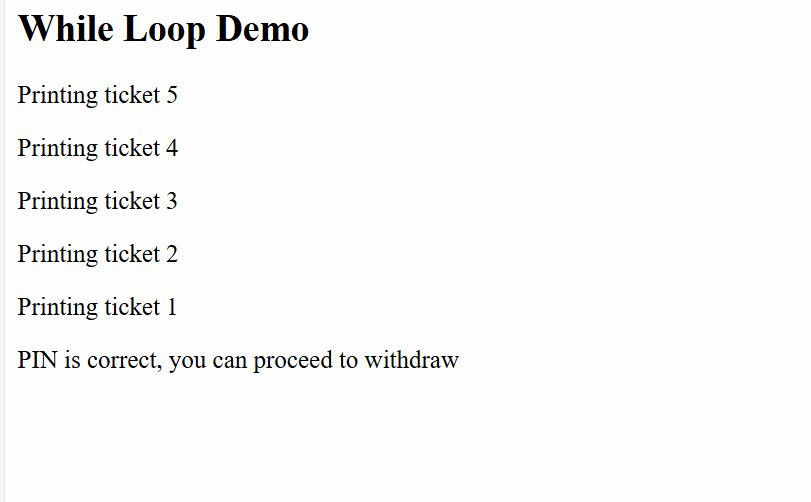 While Loop Demo
Printing ticket 5
Printing ticket 4
Printing ticket 3
Printing ticket 2
Printing ticket 1
PIN is correct, you can proceed to withdraw